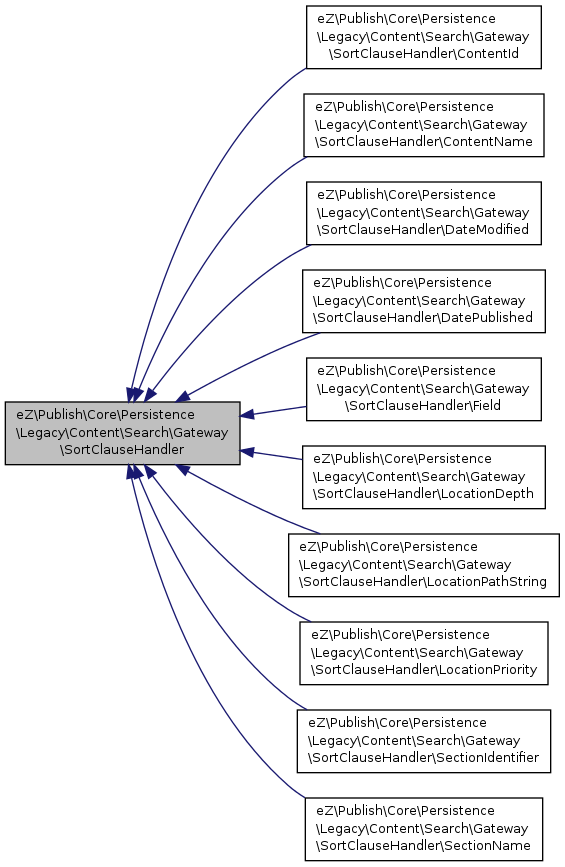 eZ\Publish\Core\Persistence
\Legacy\Content\Search\Gateway
\SortClauseHandler\ContentId
eZ\Publish\Core\Persistence
\Legacy\Content\Search\Gateway
\SortClauseHandler\ContentName
eZ\Publish\Core\Persistence
\Legacy\Content\Search\Gateway
\SortClauseHandler\DateModified
eZ\Publish\Core\Persistence
\Legacy\Content\Search\Gateway
\SortClauseHandler\DatePublished
eZ\Publish\Core\Persistence
\Legacy\Content\Search\Gateway
\SortClauseHandler\Field
eZ\Publish\Core\Persistence
\Legacy\Content\Search\Gateway
\SortClauseHandler
eZ\Publish\Core\Persistence
\Legacy\Content\Search\Gateway
\SortClauseHandler\LocationDepth
eZ\Publish\Core\Persistence
\Legacy\Content\Search\Gateway
\SortClauseHandler\LocationPathString
eZ\Publish\Core\Persistence
\Legacy\Content\Search\Gateway
\SortClauseHandler\LocationPriority
eZ\Publish\Core\Persistence
\Legacy\Content\Search\Gateway
\SortClauseHandler\SectionIdentifier
eZ\Publish\Core\Persistence
\Legacy\Content\Search\Gateway
\SortClauseHandler\SectionName